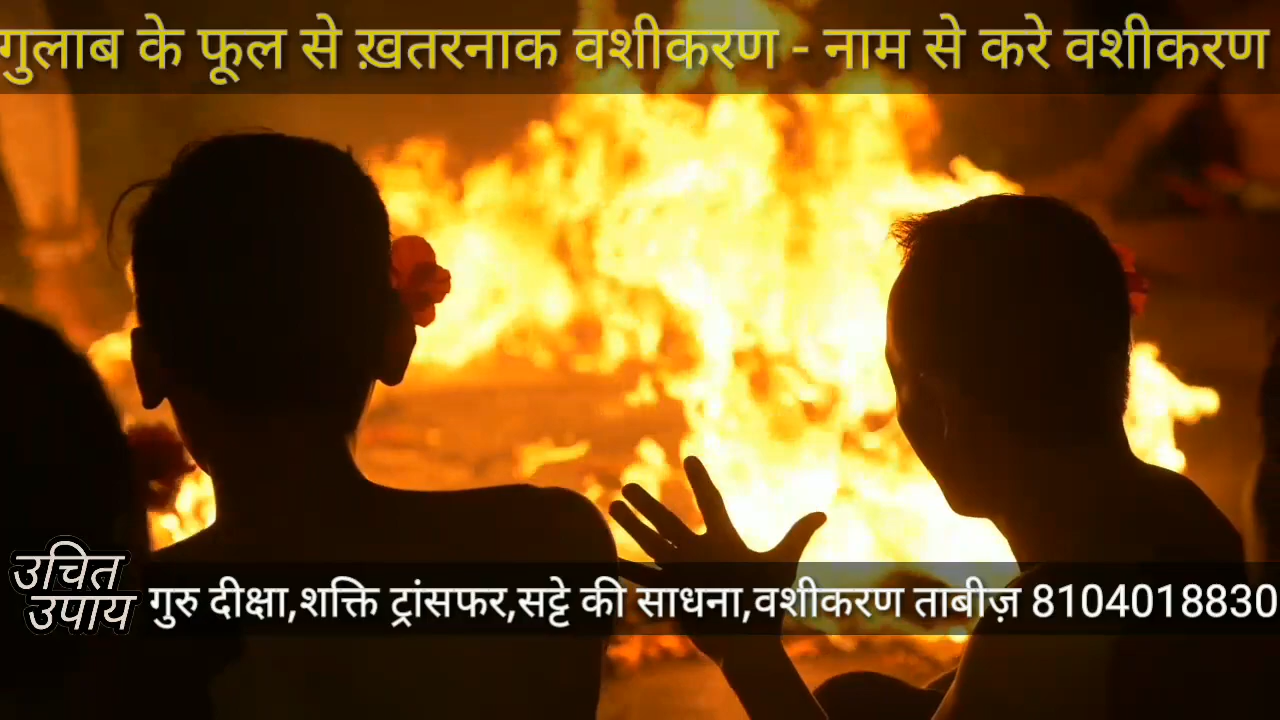 गुलाब के फूल से ख़तरनाक वशीकरण - नाम से करे वशीकरण
उचित
उपाय
गुरु दीक्षा,शक्ति ट्रांसफर,सट्टे की साधना,वशीकरण ताबीज़ 8104018830